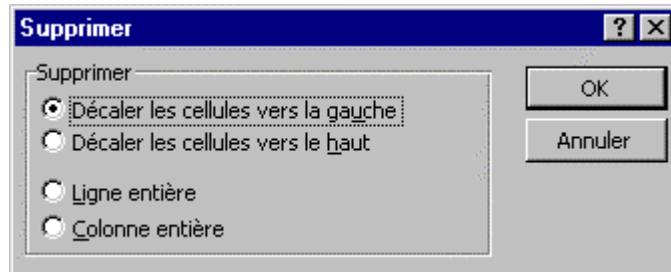 Supprimer
Supprimer
Décaler les cellules vers la gauche
Décaler les cellules vers le haut
Ligne entière
Colonne entière
OK
Annuler